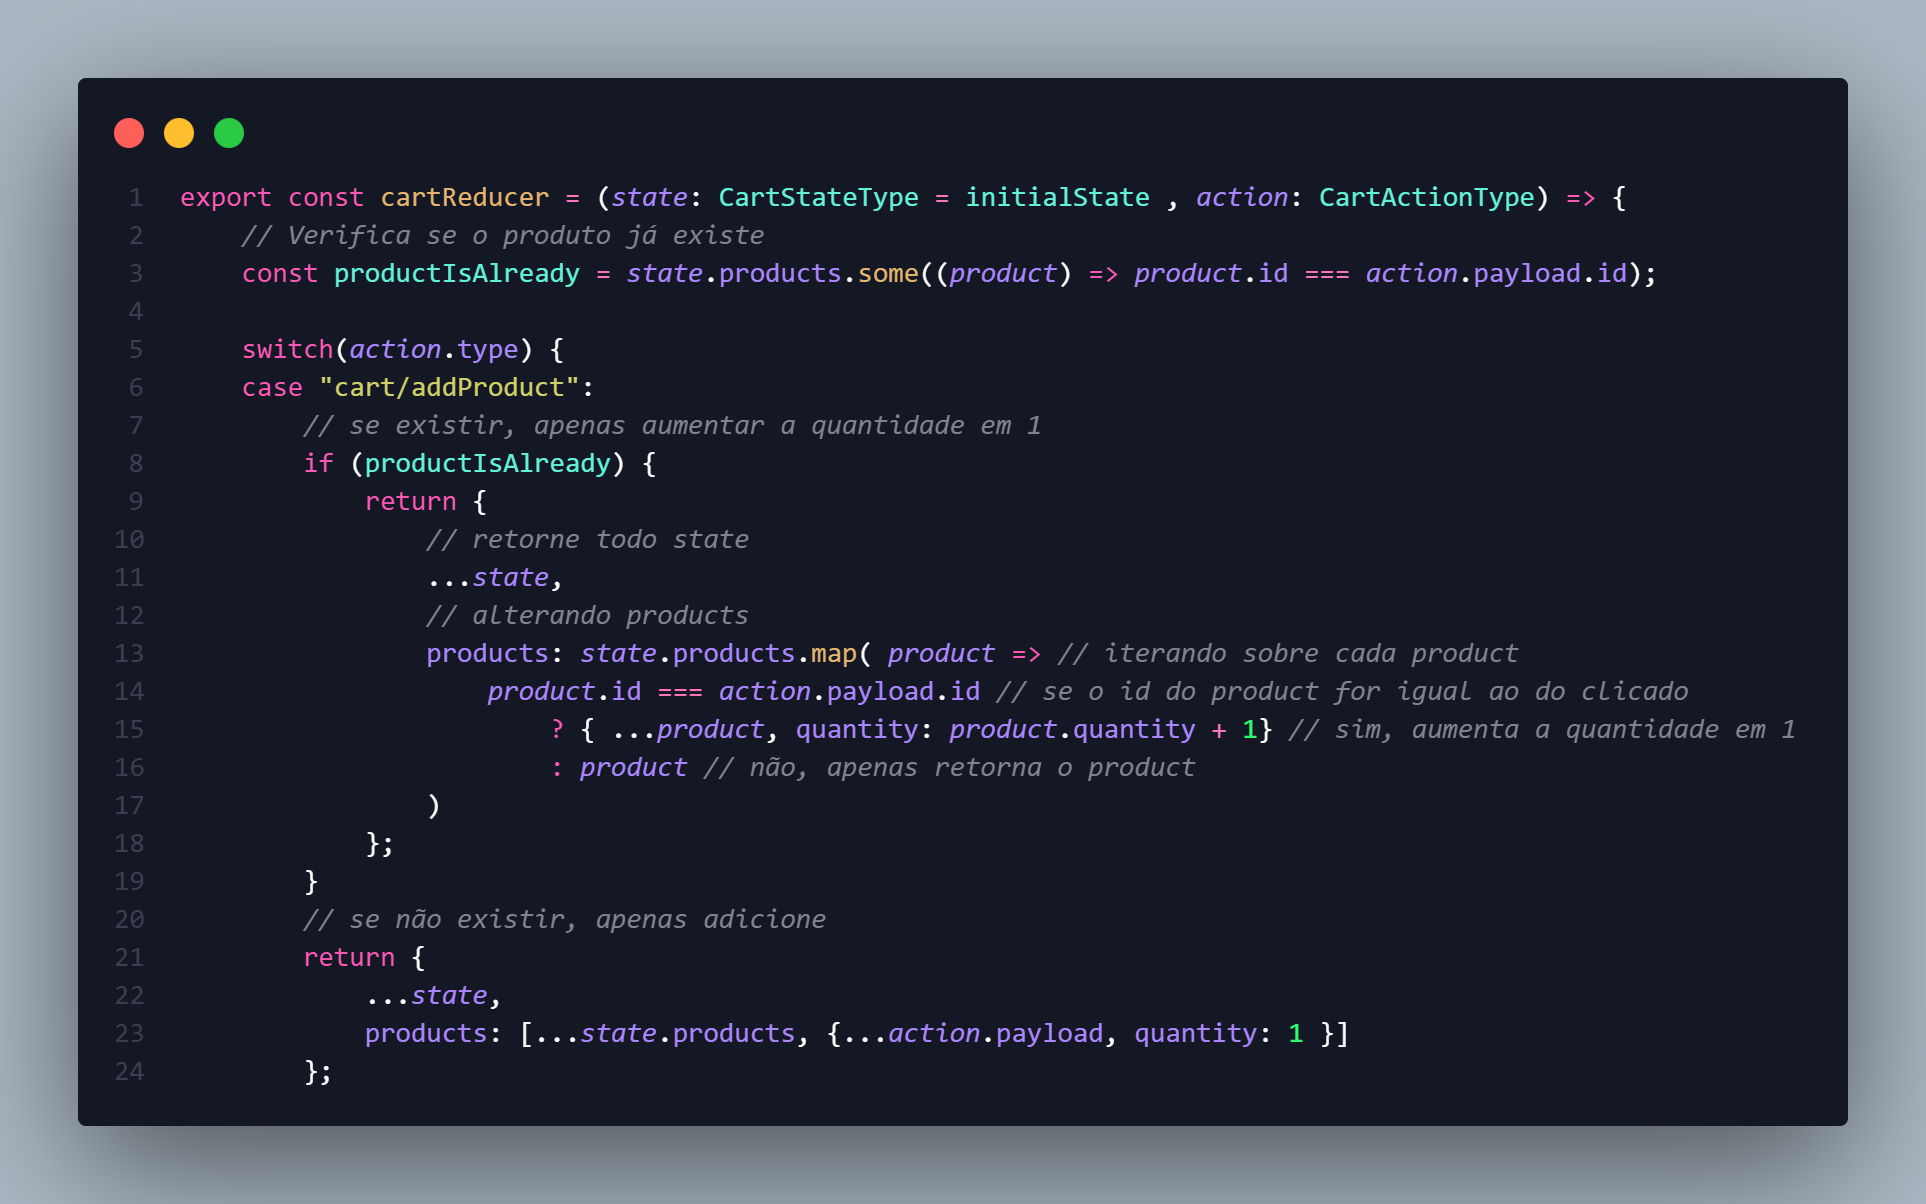 1 export const cartReducer = (state: CartStateType = initialState , action: CartActionType) => {
2     // Verifica se o produto já existe
3     const productIsAlready = state.products.some((product) => product.id === action.payload.id);
4
5     switch(action.type) {
6     case "cart/addProduct":
7         // se existir, apenas aumentar a quantidade em 1
8         if (productIsAlready) {
9             return {
10                 // retorne todo state
11                 ...state,
12                 // alterando products
13                 products: state.products.map( product => // iterando sobre cada product
14                     product.id === action.payload.id // se o id do product for igual ao do clicado
15                         ? { ...product, quantity: product.quantity + 1} // sim, aumenta a quantidade em 1
16                         : product // não, apenas retorna o product
17                 )
18             };
19         }
20         // se não existir, apenas adicione
21         return {
22             ...state,
23             products: [...state.products, {...action.payload, quantity: 1 }]
24         };